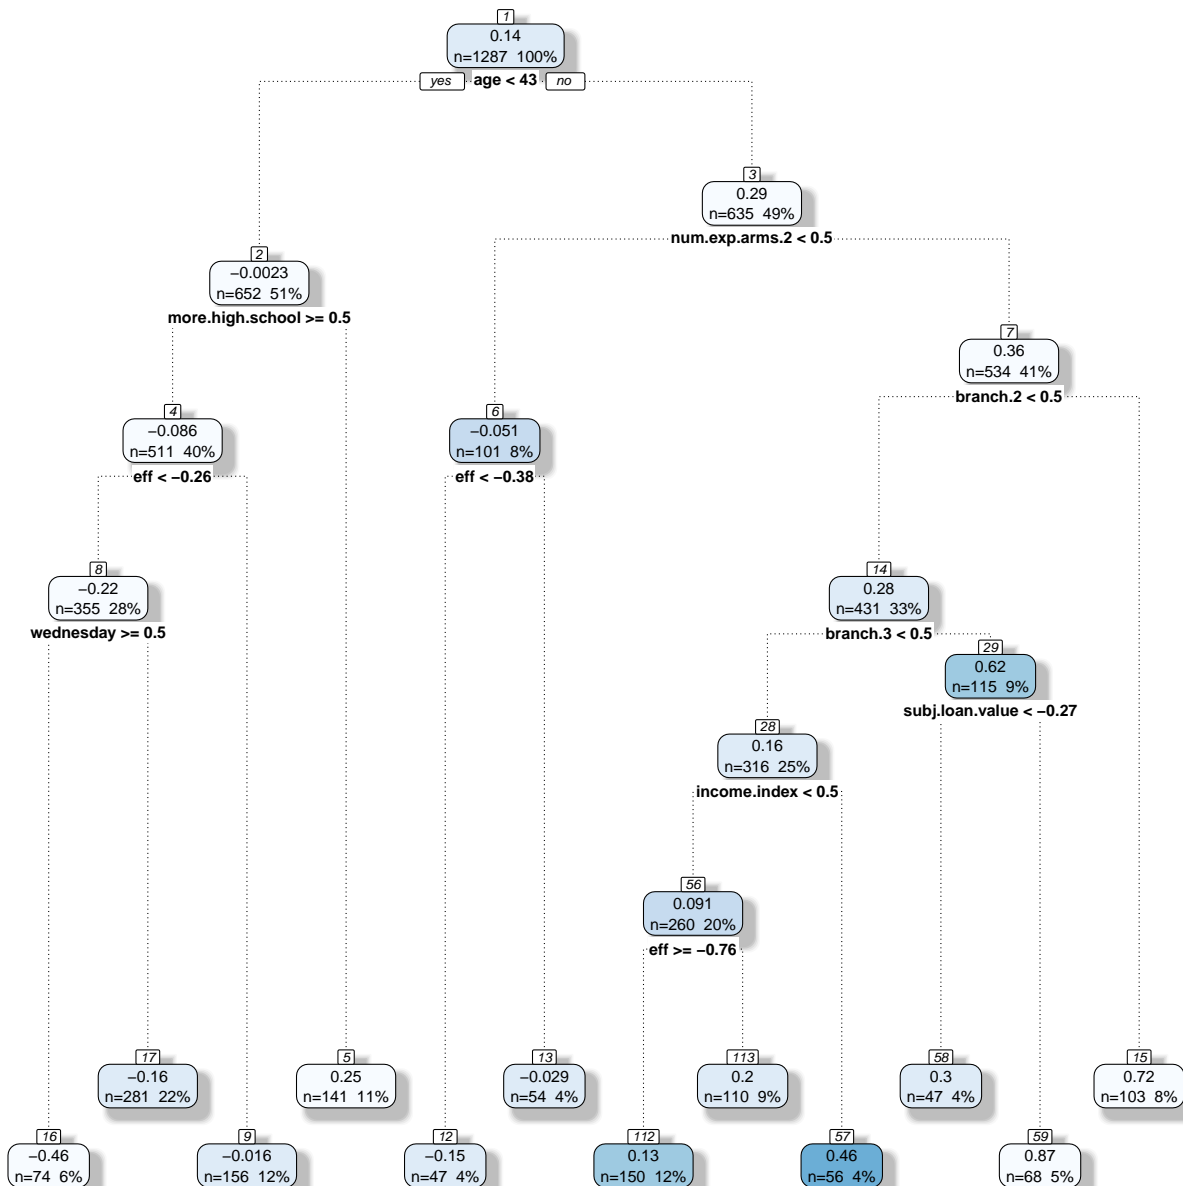 1
0.14
n=1287 100%
yes age < 43 no
3
0.29
n=635 49%
num.exp.arms.2 < 0.5
2
−0.0023
n=652 51%
more.high.school >= 0.5
7
0.36
n=534 41%
branch.2 < 0.5
4
−0.086
n=511 40%
eff < −0.26
6
−0.051
n=101 8%
eff < −0.38
8
−0.22
n=355 28%
wednesday >= 0.5
14
0.28
n=431 33%
branch.3 < 0.5
29
0.62
n=115 9%
subj.loan.value < −0.27
28
0.16
n=316 25%
income.index < 0.5
56
0.091
n=260 20%
eff >= −0.76
17
−0.16
n=281 22%
5
0.25
n=141 11%
13
−0.029
n=54 4%
113
0.2
n=110 9%
58
0.3
n=47 4%
15
0.72
n=103 8%
16
−0.46
n=74 6%
9
−0.016
n=156 12%
12
−0.15
n=47 4%
112
0.13
n=150 12%
57
0.46
n=56 4%
59
0.87
n=68 5%